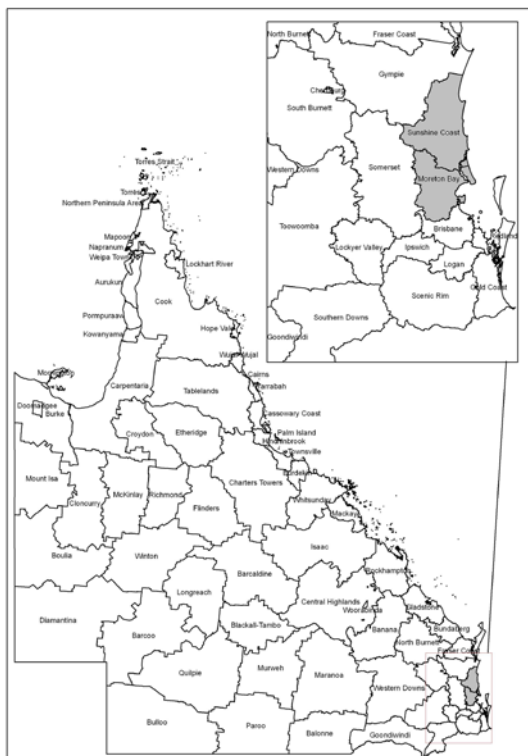 North Burnett
Fraser Coast
Gympie
Cherbourg
South Burnett
Sunshine Coast
Somerset
Western Downs
Moreton Bay
Toowoomba
Brisbane
Redland
Lockyer Valley
Ipswich
Logan
Scenic Rim
Gold Coast
Southern Downs
Goondiwindi
Torres Strait
Torres
Northern Peninsula Area
Mapoon
Napranum
Weipa Town
Lockhart River
Aurukun
Cook
Pormpuraaw
Hope Vale
Kowanyama
Wujal Wujal
Cairns
Mornington
Carpentaria
Tablelands
Yarrabah
Doomadgee
Burke
Cassowary Coast
Croydon
Etheridge
Palm Island
Hinchinbrook
Townsville
Burdekin
Mount Isa
Cloncurry
McKinlay
Richmond
Flinders
Charters Towers
Whitsunday
Mackay
Boulia
Winton
Isaac
Barcaldine
Rockhampton
Longreach
Central Highlands
Woorabinda
Gladstone
Diamantina
Barcoo
Blackall-Tambo
Banana
Bundaberg
North Burnett
Fraser Coast
Quilpie
Murweh
Maranoa
Western Downs
Bulloo
Paroo
Balonne
Goondiwindi